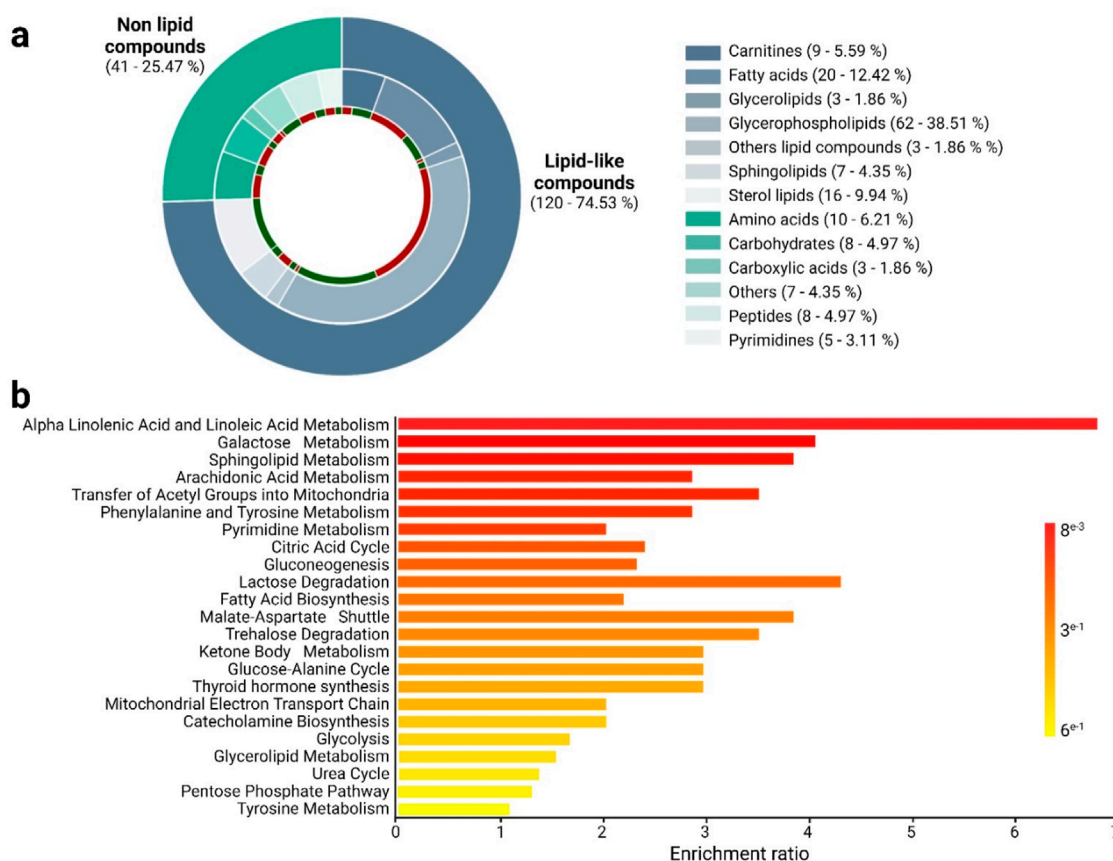 a
Non lipid
compounds
(41 - 25.47 %)
Lipid-like
compounds
(120 - 74.53 %)
Carnitines (9 - 5.59 %)
Fatty acids (20 - 12.42 %)
Glycerolipids (3 - 1.86 %)
Glycerophospholipids (62 - 38.51 %)
Others lipid compounds (3 - 1.86 % %)
Sphingolipids (7 - 4.35 %)
Sterol lipids (16 - 9.94 %)
Amino acids (10 - 6.21 %)
Carbohydrates (8 - 4.97 %)
Carboxylic acids (3 - 1.86 %)
Others (7 - 4.35 %)
Peptides (8 - 4.97 %)
Pyrimidines (5 - 3.11 %)
b
Alpha Linolenic Acid and Linoleic Acid Metabolism
Galactose Metabolism
Sphingolipid Metabolism
Arachidonic Acid Metabolism
Transfer of Acetyl Groups into Mitochondria
Phenylalanine and Tyrosine Metabolism
Pyrimidine Metabolism
Citric Acid Cycle
Gluconeogenesis
Lactose Degradation
Fatty Acid Biosynthesis
Malate-Aspartate Shuttle
Trehalose Degradation
Ketone Body Metabolism
Glucose-Alanine Cycle
Thyroid hormone synthesis
Mitochondrial Electron Transport Chain
Catecholamine Biosynthesis
Glycolysis
Glycerolipid Metabolism
Urea Cycle
Pentose Phosphate Pathway
Tyrosine Metabolism
8e-3
3e-1
6e-1
0 1 2 3 4 5 6 7
Enrichment ratio